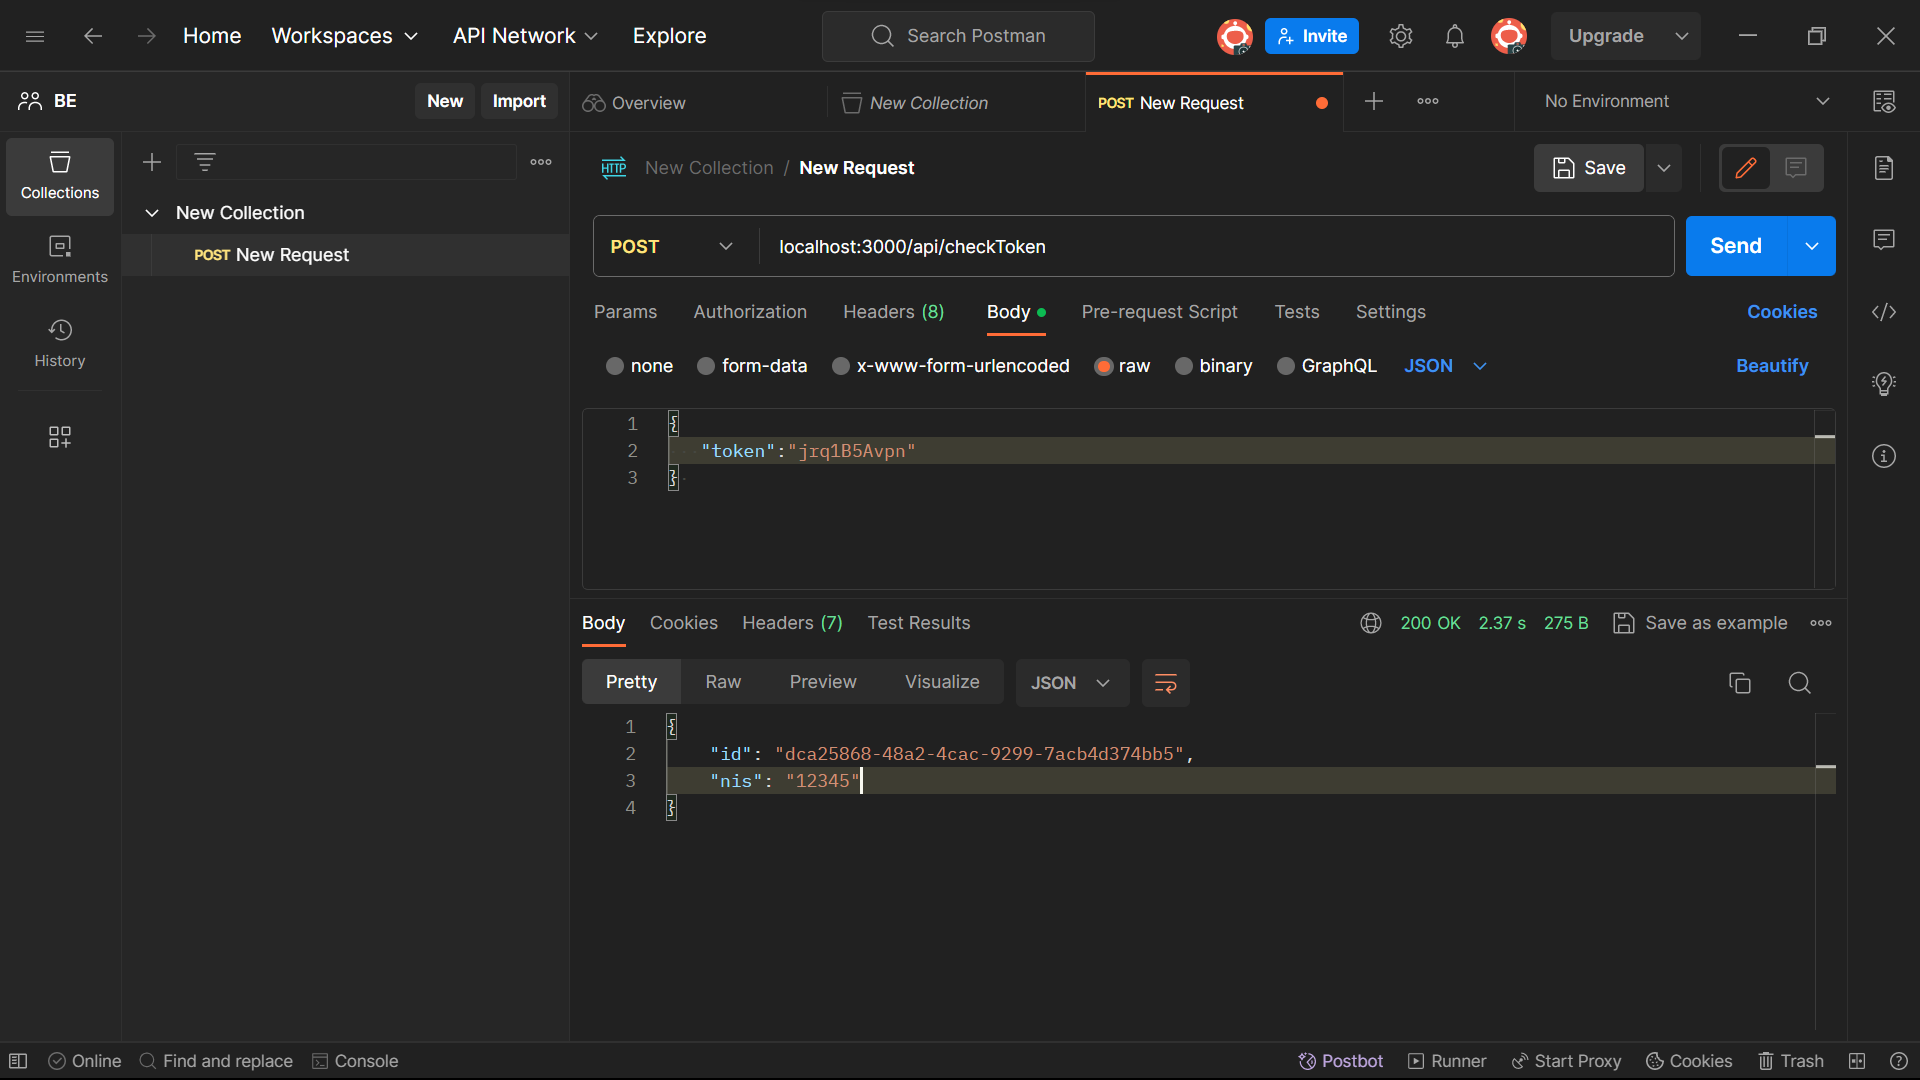 Home Workspaces API Network Explore Search Postman Invite Upgrade
BE New Import Overview New Collection POST New Request No Environment
Collections
Environments
History
New Collection
POST New Request
HTTP New Collection / New Request Save
POST localhost:3000/api/checkToken Send
Params Authorization Headers (8) Body Pre-request Script Tests Settings Cookies
none form-data x-www-form-urlencoded raw binary GraphQL JSON Beautify
1 {
2 "token":"jrq1B5Avpn"
3 }
Body Cookies Headers (7) Test Results 200 OK 2.37 s 275 B Save as example
Pretty Raw Preview Visualize JSON
1 {
2 "id": "dca25868-48a2-4cac-9299-7acb4d374bb5",
3 "nis": "12345"
4 }
Online Find and replace Console Postbot Runner Start Proxy Cookies Trash